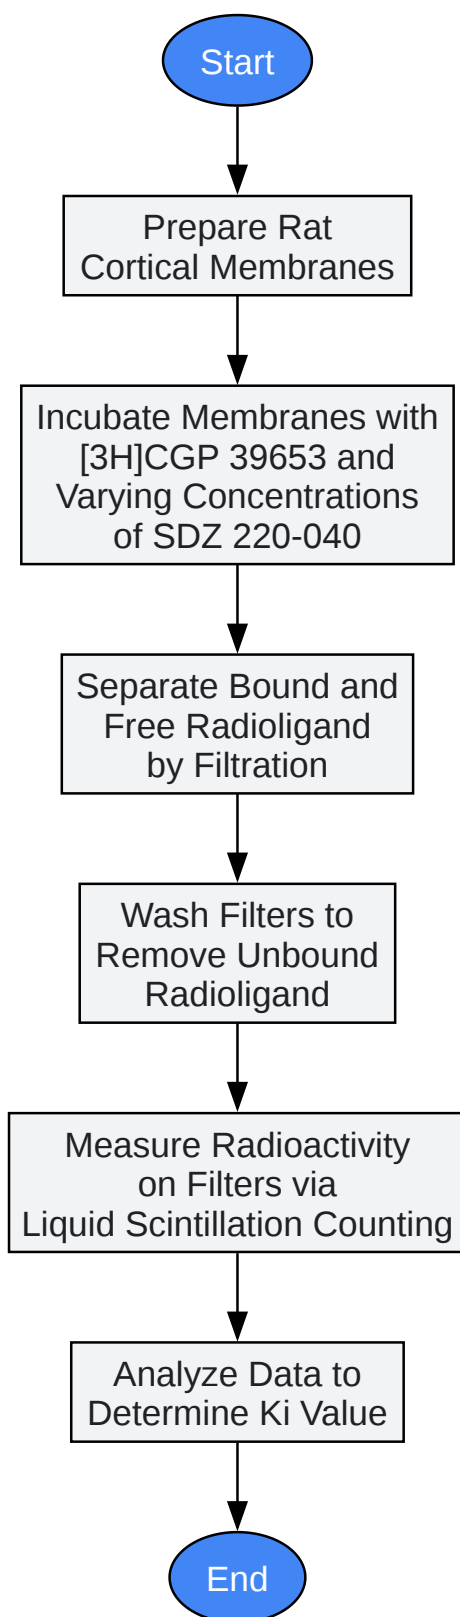 Start
Prepare Rat
Cortical Membranes
Incubate Membranes with
[3H]CGP 39653 and
Varying Concentrations
of SDZ 220-040
Separate Bound and
Free Radioligand
by Filtration
Wash Filters to
Remove Unbound
Radioligand
Measure Radioactivity
on Filters via
Liquid Scintillation Counting
Analyze Data to
Determine Ki Value
End